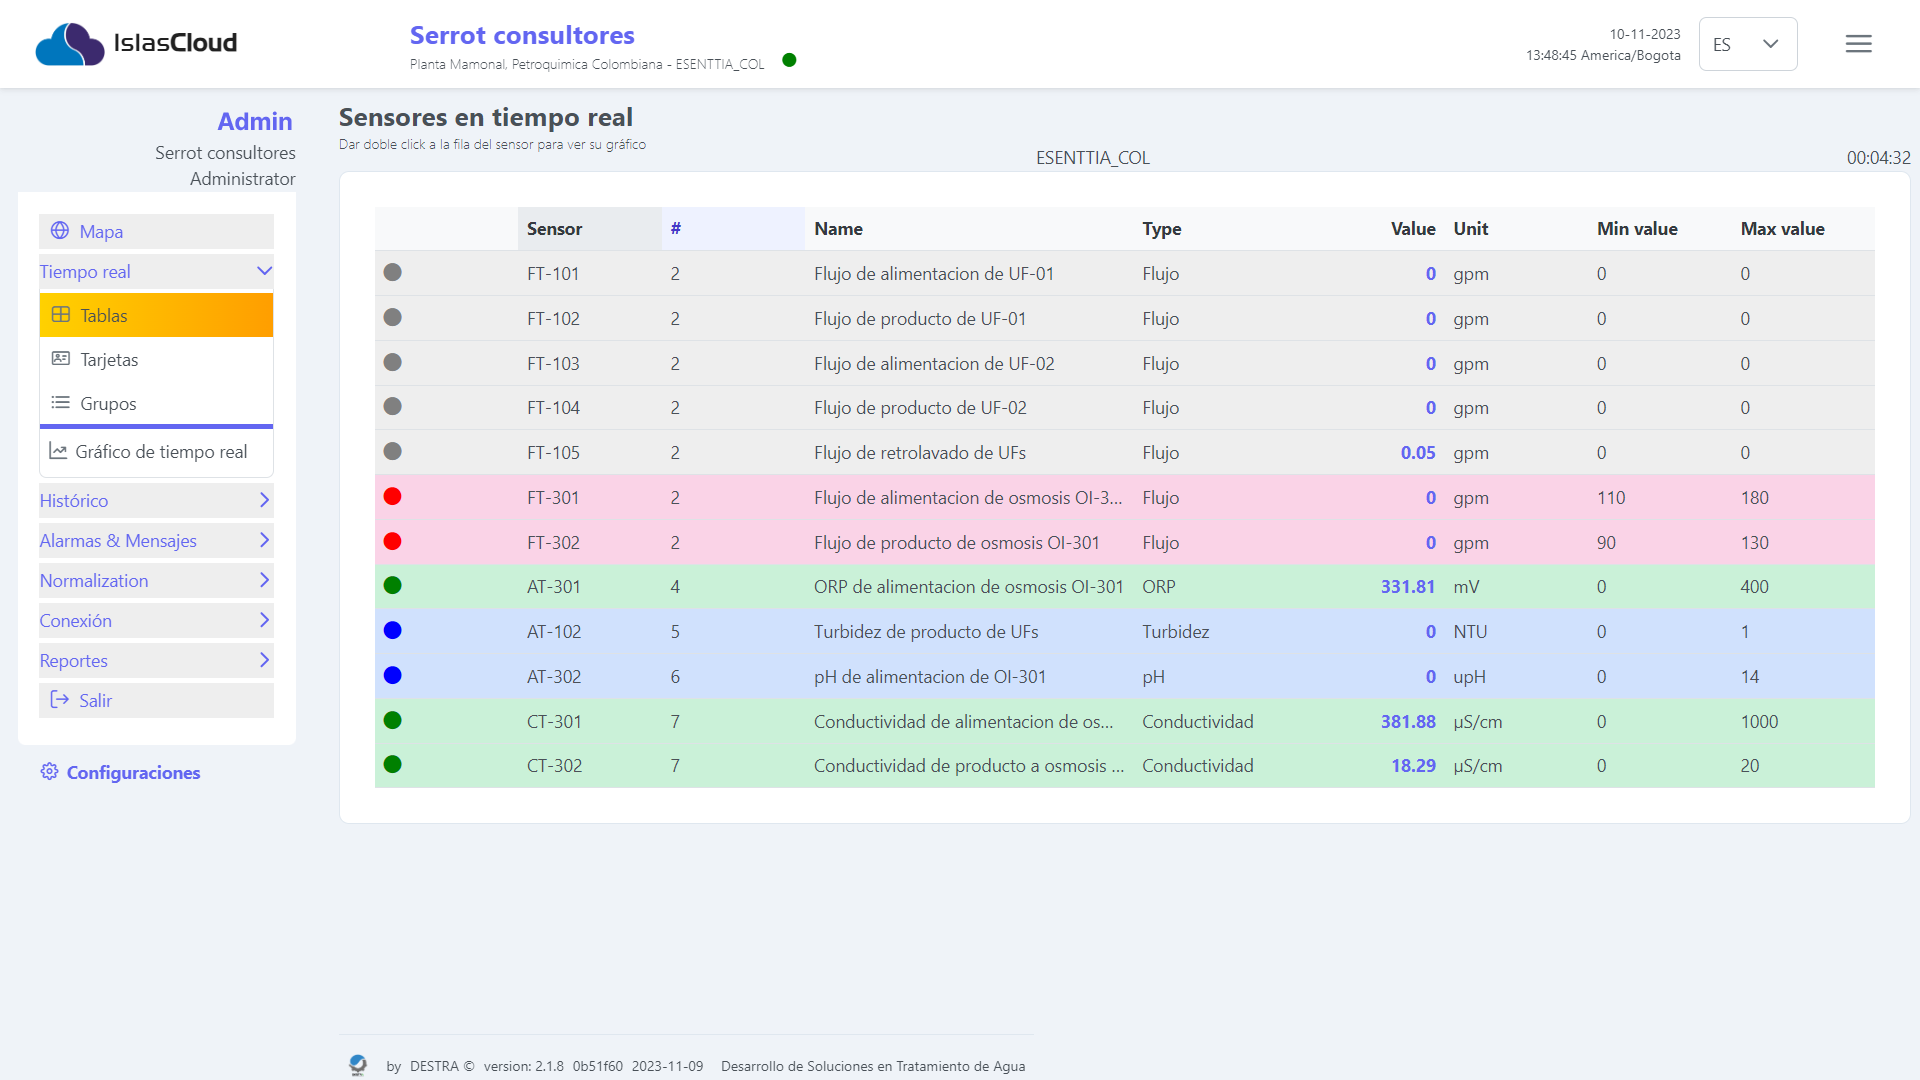 IslasCloud
Serrot consultores
Planta Mamonal, Petroquimica Colombiana - ESENTTIA_COL
10-11-2023
13:48:45 America/Bogota
ES
Admin
Serrot consultores
Administrator
Mapa
Tiempo real
Tablas
Tarjetas
Grupos
Gráfico de tiempo real
Histórico
Alarmas & Mensajes
Normalization
Conexión
Reportes
Salir
Configuraciones
Sensores en tiempo real
Dar doble click a la fila del sensor para ver su gráfico
ESENTTIA_COL 00:04:32
Sensor # Name Type Value Unit Min value Max value
FT-101 2 Flujo de alimentacion de UF-01 Flujo 0 gpm 0 0
FT-102 2 Flujo de producto de UF-01 Flujo 0 gpm 0 0
FT-103 2 Flujo de alimentacion de UF-02 Flujo 0 gpm 0 0
FT-104 2 Flujo de producto de UF-02 Flujo 0 gpm 0 0
FT-105 2 Flujo de retrolavado de UFs Flujo 0.05 gpm 0 0
FT-301 2 Flujo de alimentacion de osmosis OI-3... Flujo 0 gpm 110 180
FT-302 2 Flujo de producto de osmosis OI-301 Flujo 0 gpm 90 130
AT-301 4 ORP de alimentacion de osmosis OI-301 ORP 331.81 mV 0 400
AT-102 5 Turbidez de producto de UFs Turbidez 0 NTU 0 1
AT-302 6 pH de alimentacion de OI-301 pH 0 upH 0 14
CT-301 7 Conductividad de alimentacion de os... Conductividad 381.88 µS/cm 0 1000
CT-302 7 Conductividad de producto a osmosis ... Conductividad 18.29 µS/cm 0 20
by DESTRA © version: 2.1.8 0b51f60 2023-11-09 Desarrollo de Soluciones en Tratamiento de Agua